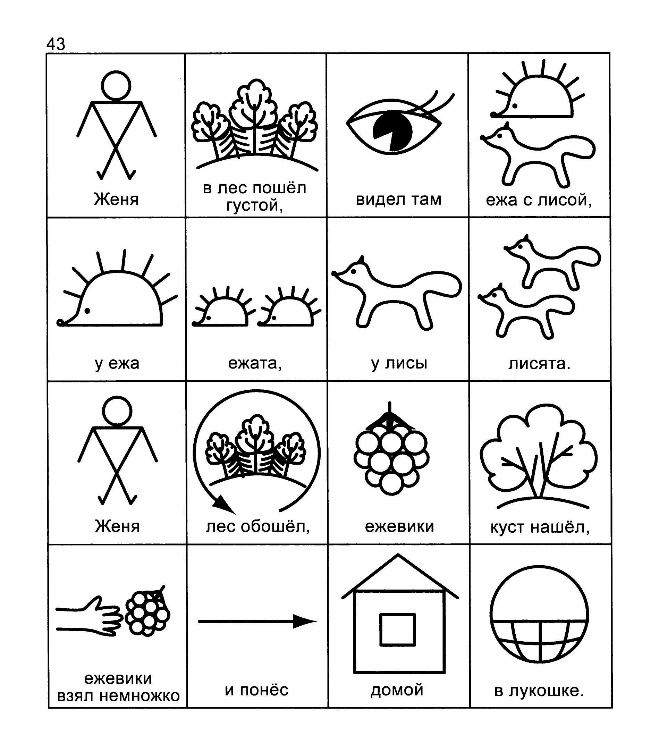 43
Женя
в лес пошёл
густой,
видел там
ежа с лисой,
у ежа
ежата,
у лисы
лисята.
Женя
лес обошёл,
ежевики
куст нашёл,
ежевики
взял немножко
и понёс
домой
в лукошке.